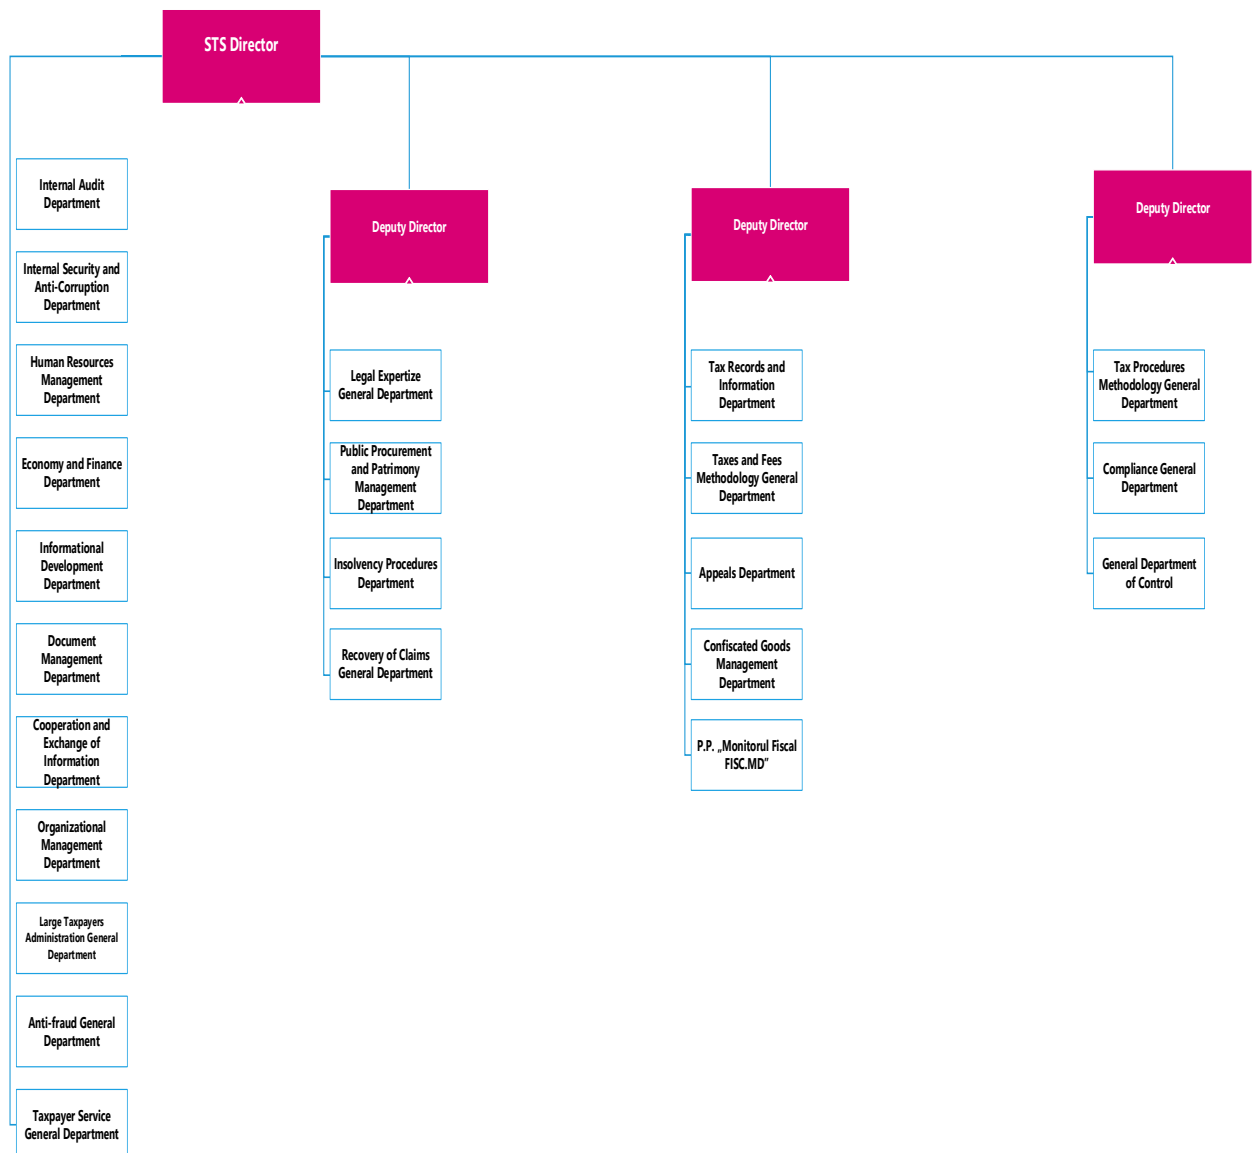 STS Director
Internal Audit
Department
Internal Security and
Anti-Corruption
Department
Human Resources
Management
Department
Economy and Finance
Department
Informational
Development
Department
Document
Management
Department
Cooperation and
Exchange of
Information
Department
Organizational
Management
Department
Large Taxpayers
Administration General
Department
Anti-fraud General
Department
Taxpayer Service
General Department
Deputy Director
Legal Expertize
General Department
Public Procurement
and Patrimony
Management
Department
Insolvency Procedures
Department
Recovery of Claims
General Department
Deputy Director
Tax Records and
Information
Department
Taxes and Fees
Methodology General
Department
Appeals Department
Confiscated Goods
Management
Department
P.P. „Monitorul Fiscal
FISC.MD”
Deputy Director
Tax Procedures
Methodology General
Department
Compliance General
Department
General Department
of Control